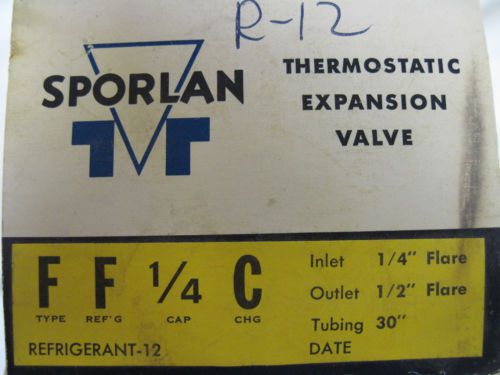 R-12
SPORLAN
THERMOSTATIC
EXPANSION
VALVE
F F 1/4 C
TYPE REF'G CAP CHG
REFRIGERANT-12
Inlet 1/4" Flare
Outlet 1/2" Flare
Tubing 30"
DATE